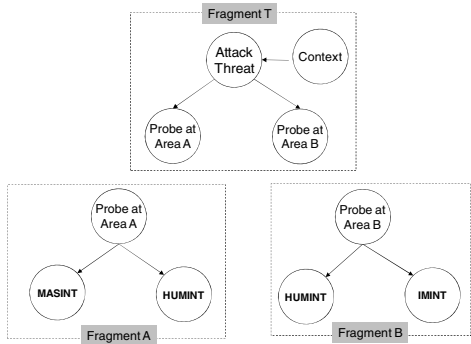 Fragment T
Attack
Threat
Context
Probe at
Area A
Probe at
Area B
Probe at
Area A
MASINT
HUMINT
Fragment A
Probe at
Area B
HUMINT
IMINT
Fragment B